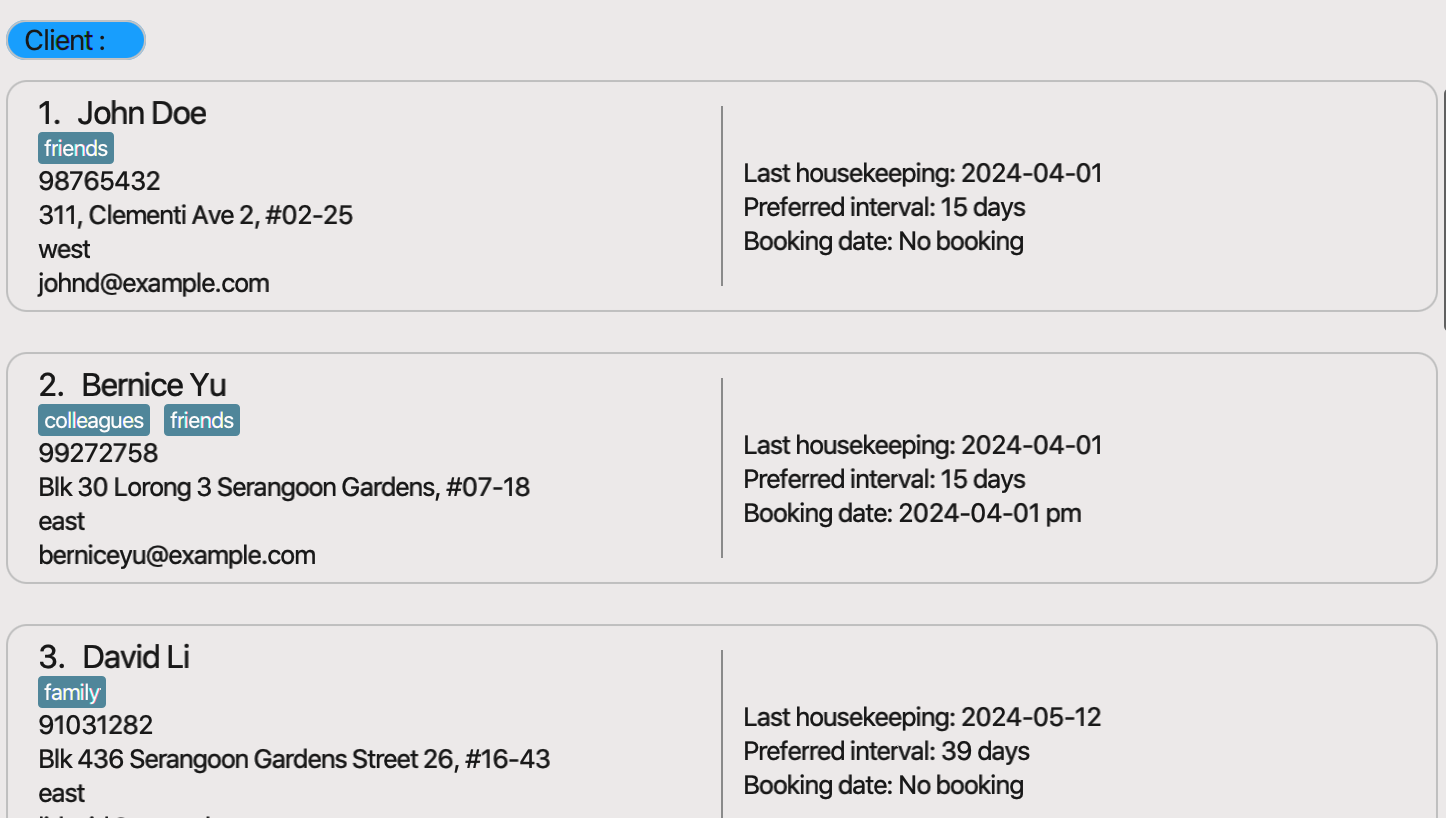 Client :
1. John Doe
friends
98765432
311, Clementi Ave 2, #02-25
west
johnd@example.com
Last housekeeping: 2024-04-01
Preferred interval: 15 days
Booking date: No booking
2. Bernice Yu
colleagues friends
99272758
Blk 30 Lorong 3 Serangoon Gardens, #07-18
east
berniceyu@example.com
Last housekeeping: 2024-04-01
Preferred interval: 15 days
Booking date: 2024-04-01 pm
3. David Li
family
91031282
Blk 436 Serangoon Gardens Street 26, #16-43
east
Last housekeeping: 2024-05-12
Preferred interval: 39 days
Booking date: No booking